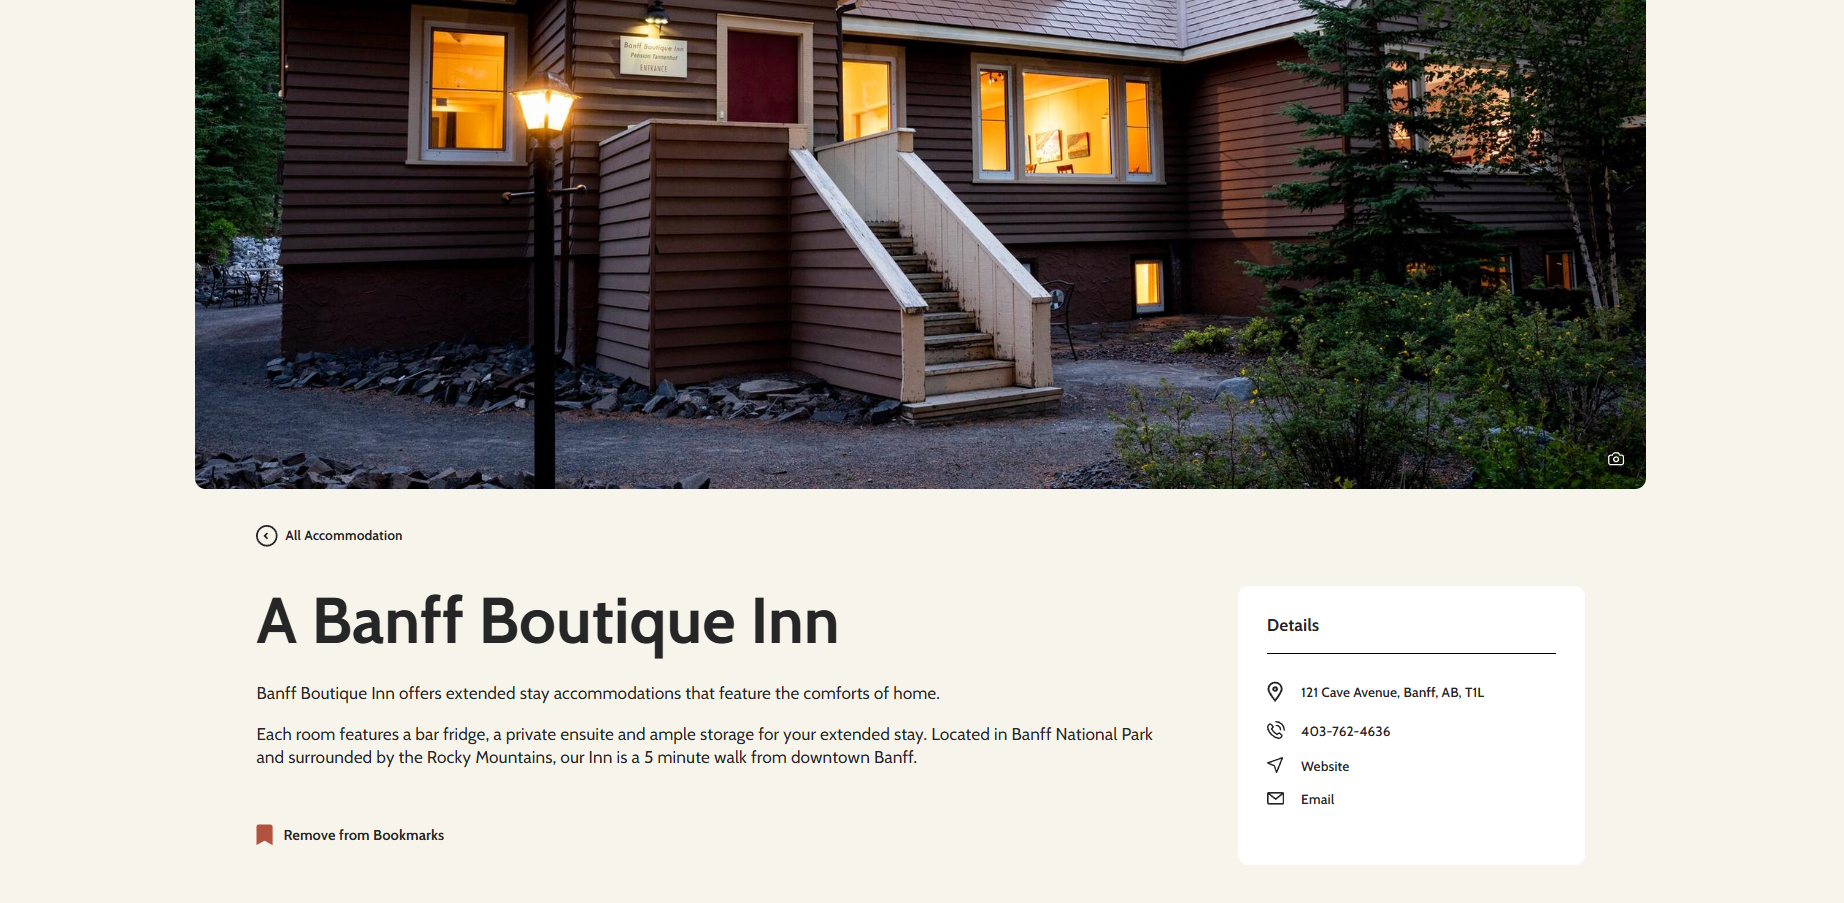 Banff Boutique Inn
Pension Tannenhof
ENTRANCE
All Accommodation
A Banff Boutique Inn
Banff Boutique Inn offers extended stay accommodations that feature the comforts of home.
Each room features a bar fridge, a private ensuite and ample storage for your extended stay. Located in Banff National Park
and surrounded by the Rocky Mountains, our Inn is a 5 minute walk from downtown Banff.
Remove from Bookmarks
Details
121 Cave Avenue, Banff, AB, T1L
403-762-4636
Website
Email